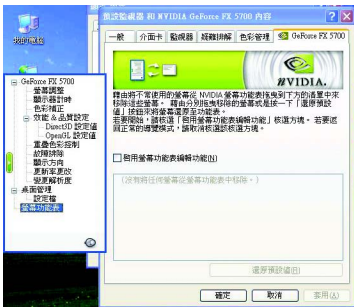 預設監視器 和 NVIDIA GeForce FX 5700 內容
我的電腦
一般 介面卡 監視器 疑難排解 色彩管理 GeForce FX 5700
GeForce FX 5700
螢幕調整
顯示器計時
色彩補正
效能 & 品質設定
Direct3D 設定值
OpenGL 設定值
重疊色彩控制
故障排除
顯示方向
更新率更改
變更解析度
桌面管理
設定檔
螢幕功能表
NVIDIA.
藉由將不常使用的螢幕從 NVIDIA 螢幕功能表拖曳到下方的清單中來
移除這些螢幕。 藉由分別拖曳移除的螢幕或是按一下「還原預設
值」按鈕來將螢幕還原至功能表。
若要開始，請核選「啟用螢幕功能表編輯功能」核選方塊。 若要返
回正常的導覽模式，請取消核選該核選方塊。
啟用螢幕功能表編輯功能(N)
(沒有將任何螢幕從螢幕功能表中移除。)
還原預設值(R)
確定 取消 套用(A)